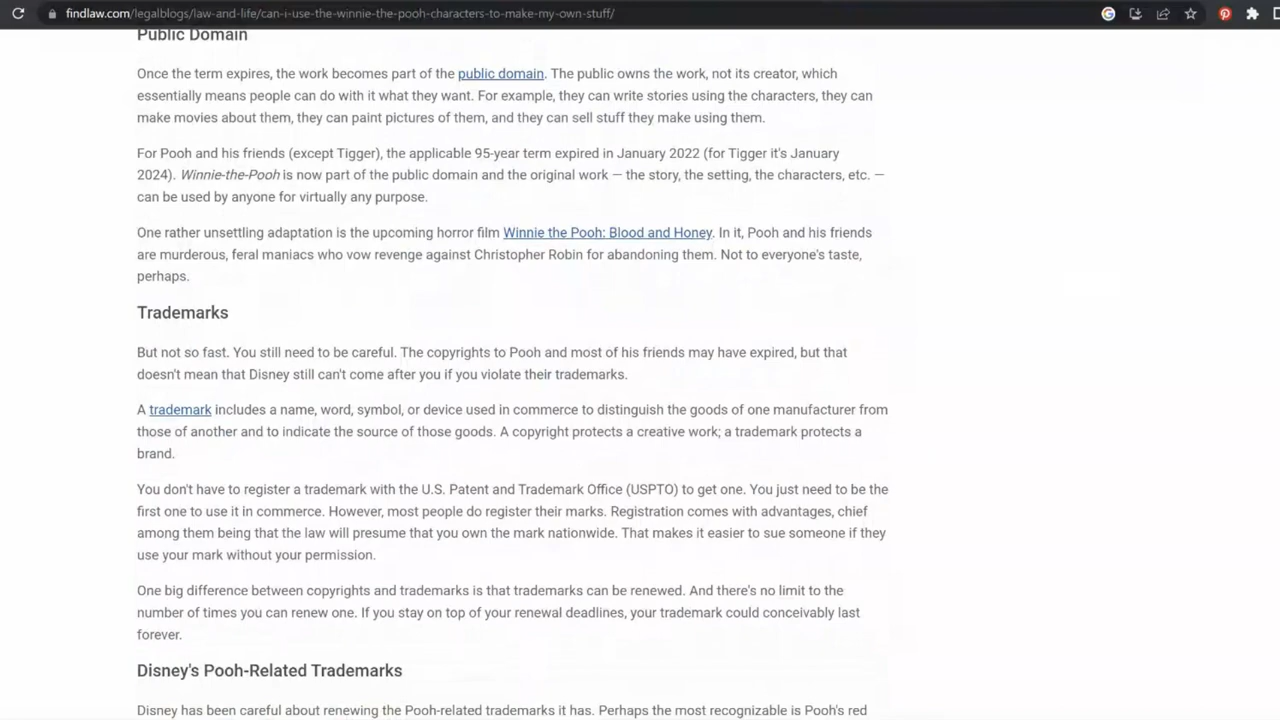 findlaw.com/legalblogs/law-and-life/can-i-use-the-winnie-the-pooh-characters-to-make-my-own-stuff/
Public Domain
Once the term expires, the work becomes part of the public domain. The public owns the work, not its creator, which
essentially means people can do with it what they want. For example, they can write stories using the characters, they can
make movies about them, they can paint pictures of them, and they can sell stuff they make using them.
For Pooh and his friends (except Tigger), the applicable 95-year term expired in January 2022 (for Tigger it's January
2024). Winnie-the-Pooh is now part of the public domain and the original work — the story, the setting, the characters, etc. —
can be used by anyone for virtually any purpose.
One rather unsettling adaptation is the upcoming horror film Winnie the Pooh: Blood and Honey. In it, Pooh and his friends
are murderous, feral maniacs who vow revenge against Christopher Robin for abandoning them. Not to everyone's taste,
perhaps.
Trademarks
But not so fast. You still need to be careful. The copyrights to Pooh and most of his friends may have expired, but that
doesn't mean that Disney still can't come after you if you violate their trademarks.
A trademark includes a name, word, symbol, or device used in commerce to distinguish the goods of one manufacturer from
those of another and to indicate the source of those goods. A copyright protects a creative work; a trademark protects a
brand.
You don't have to register a trademark with the U.S. Patent and Trademark Office (USPTO) to get one. You just need to be the
first one to use it in commerce. However, most people do register their marks. Registration comes with advantages, chief
among them being that the law will presume that you own the mark nationwide. That makes it easier to sue someone if they
use your mark without your permission.
One big difference between copyrights and trademarks is that trademarks can be renewed. And there's no limit to the
number of times you can renew one. If you stay on top of your renewal deadlines, your trademark could conceivably last
forever.
Disney's Pooh-Related Trademarks
Disney has been careful about renewing the Pooh-related trademarks it has. Perhaps the most recognizable is Pooh's red